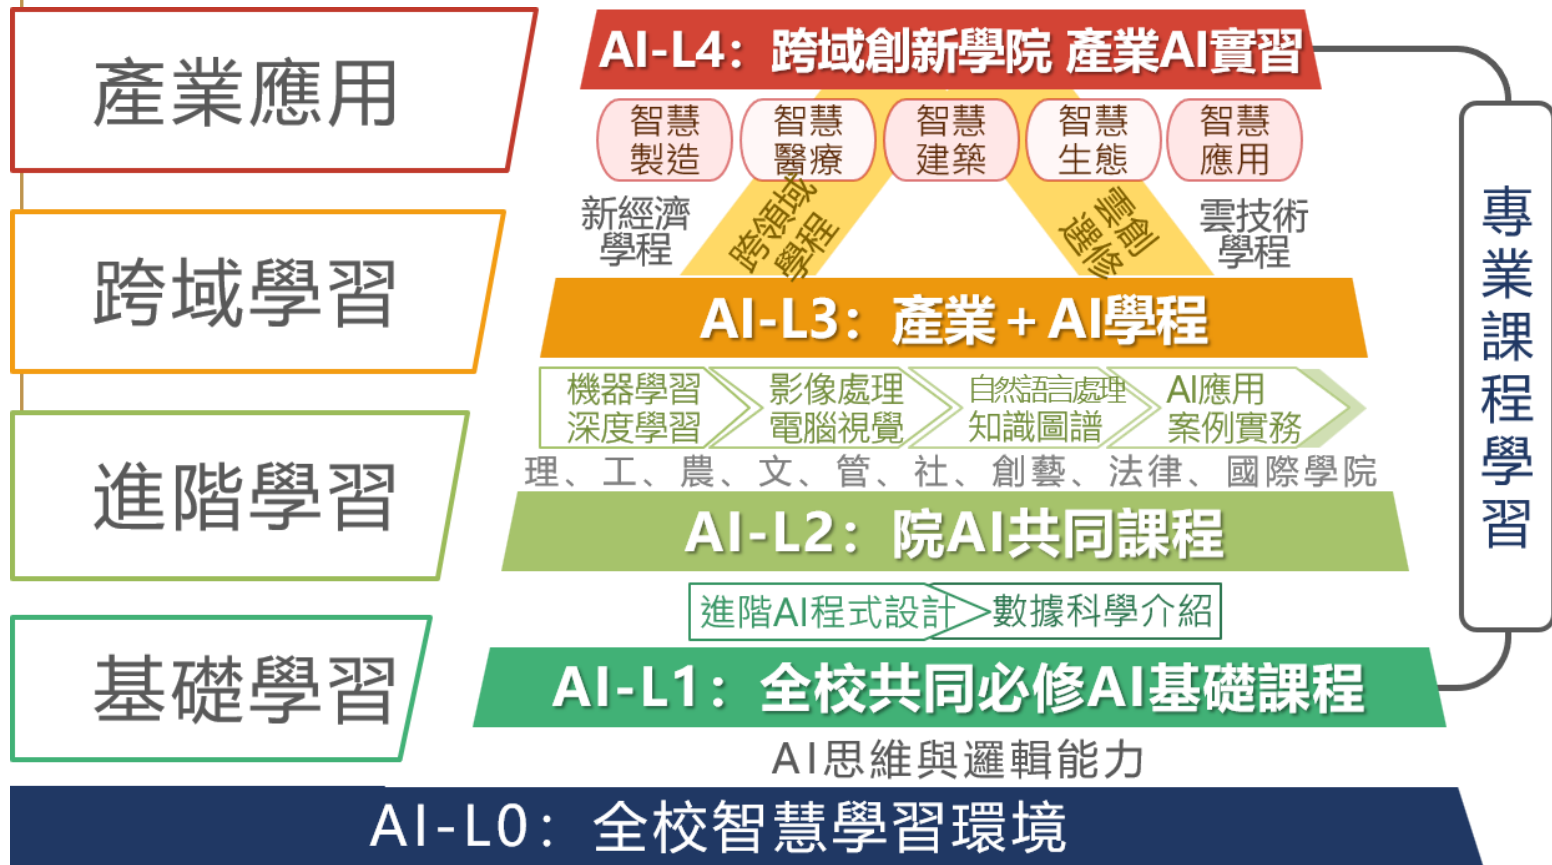 產業應用
AI-L4：跨域創新學院 產業AI實習
智慧
製造
智慧
醫療
智慧
建築
智慧
生態
智慧
應用
新經濟
學程
跨領域
學程
雲創
選修
雲技術
學程
跨域學習
AI-L3：產業＋AI學程
機器學習
深度學習
影像處理
電腦視覺
自然語言處理
知識圖譜
AI應用
案例實務
理、工、農、文、管、社、創藝、法律、國際學院
進階學習
AI-L2：院AI共同課程
進階AI程式設計
數據科學介紹
基礎學習
AI-L1：全校共同必修AI基礎課程
AI思維與邏輯能力
AI-L0：全校智慧學習環境
專業課程學習